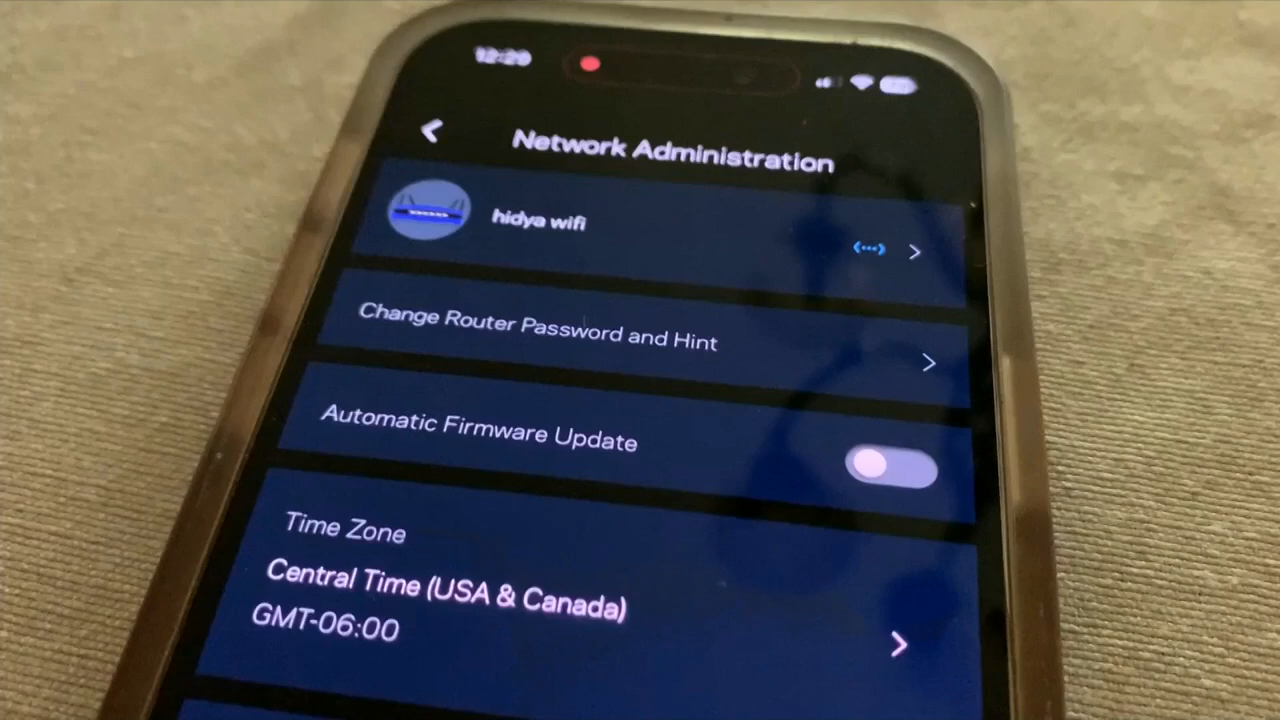 12:29
Network Administration
hidya wifi
Change Router Password and Hint
Automatic Firmware Update
Time Zone
Central Time (USA & Canada)
GMT-06:00